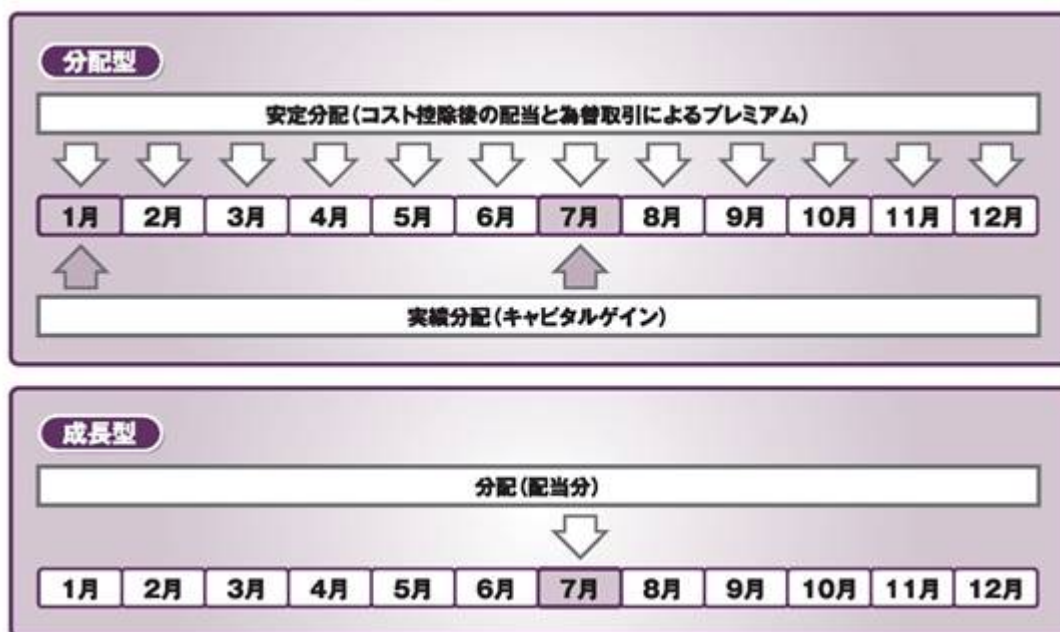 分配型
安定分配(コスト控除後の配当と為替取引によるプレミアム)
1月 2月 3月 4月 5月 6月 7月 8月 9月 10月 11月 12月
実績分配(キャピタルゲイン)
成長型
分配(配当分)
1月 2月 3月 4月 5月 6月 7月 8月 9月 10月 11月 12月